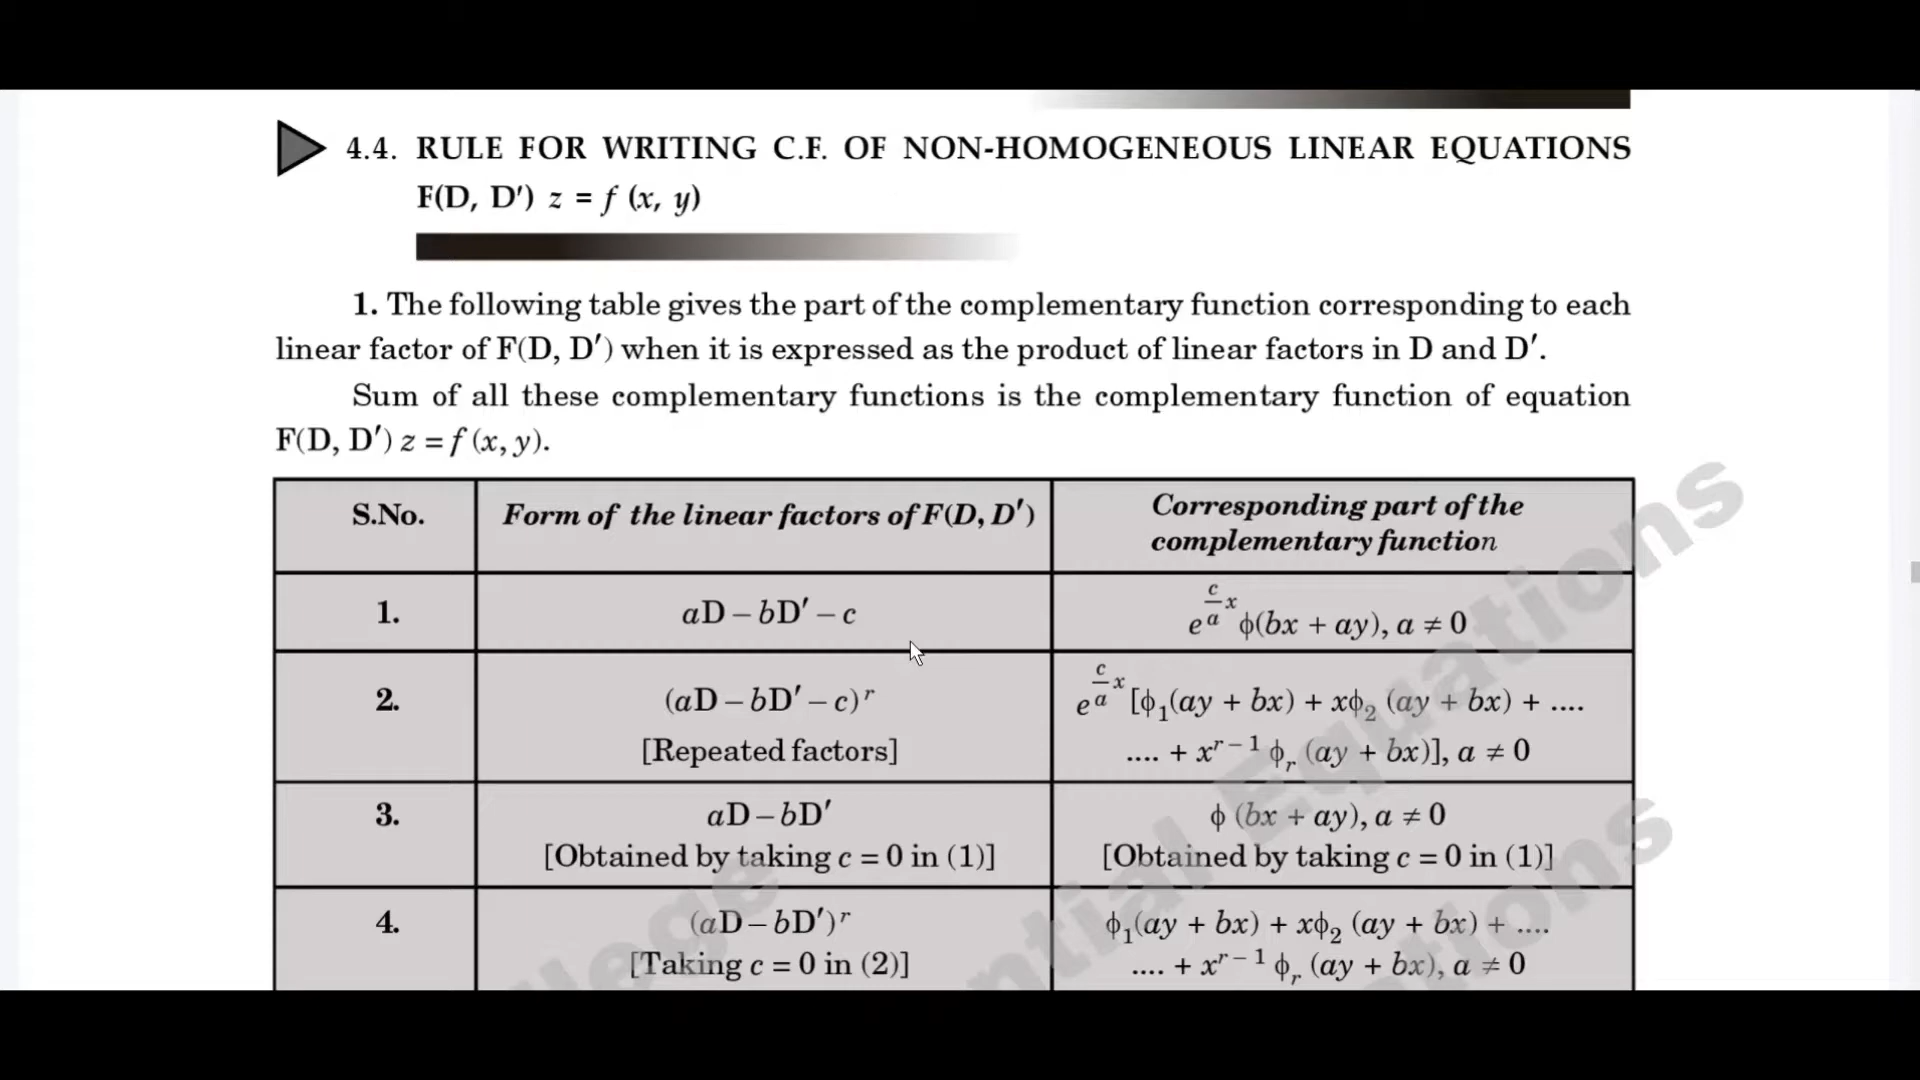 4.4. RULE FOR WRITING C.F. OF NON-HOMOGENEOUS LINEAR EQUATIONS
F(D, D′) z = f (x, y)
1. The following table gives the part of the complementary function corresponding to each
linear factor of F(D, D′) when it is expressed as the product of linear factors in D and D′.
Sum of all these complementary functions is the complementary function of equation
F(D, D′) z = f (x, y).
S.No. Form of the linear factors of F(D, D′) Corresponding part of the
complementary function
1. aD – bD′ – c e^{\frac{c}{a}x} ϕ(bx + ay), a ≠ 0
2. (aD – bD′ – c)^r e^{\frac{c}{a}x} [ϕ₁(ay + bx) + xϕ₂ (ay + bx) + ....
[Repeated factors] .... + x^{r – 1} ϕ_r (ay + bx)], a ≠ 0
3. aD – bD′ ϕ (bx + ay), a ≠ 0
[Obtained by taking c = 0 in (1)] [Obtained by taking c = 0 in (1)]
4. (aD – bD′)^r ϕ₁(ay + bx) + xϕ₂ (ay + bx) + ....
[Taking c = 0 in (2)] .... + x^{r – 1} ϕ_r (ay + bx), a ≠ 0